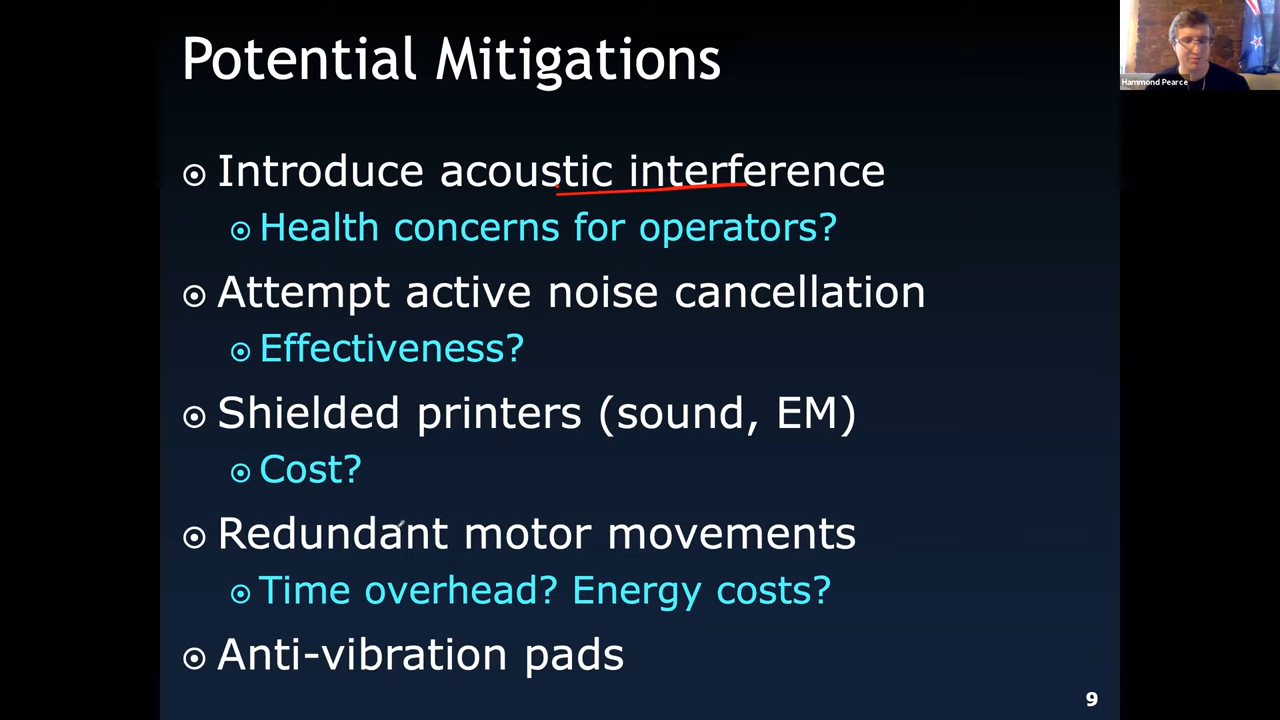 Potential Mitigations
Hammond Pearce
Introduce acoustic interference
Health concerns for operators?
Attempt active noise cancellation
Effectiveness?
Shielded printers (sound, EM)
Cost?
Redundant motor movements
Time overhead? Energy costs?
Anti-vibration pads
9